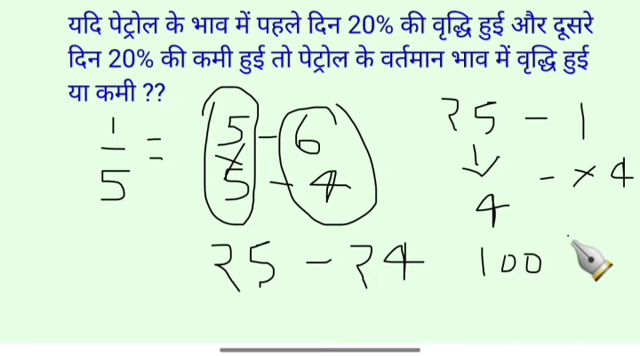 यदि पेट्रोल के भाव में पहले दिन 20% की वृद्धि हुई और दूसरे
दिन 20% की कमी हुई तो पेट्रोल के वर्तमान भाव में वृद्धि हुई
या कमी ??
1/5 = 5 - 6
×
5 - 4
25 - 24
25 - 1
↓
4 - × 4
100